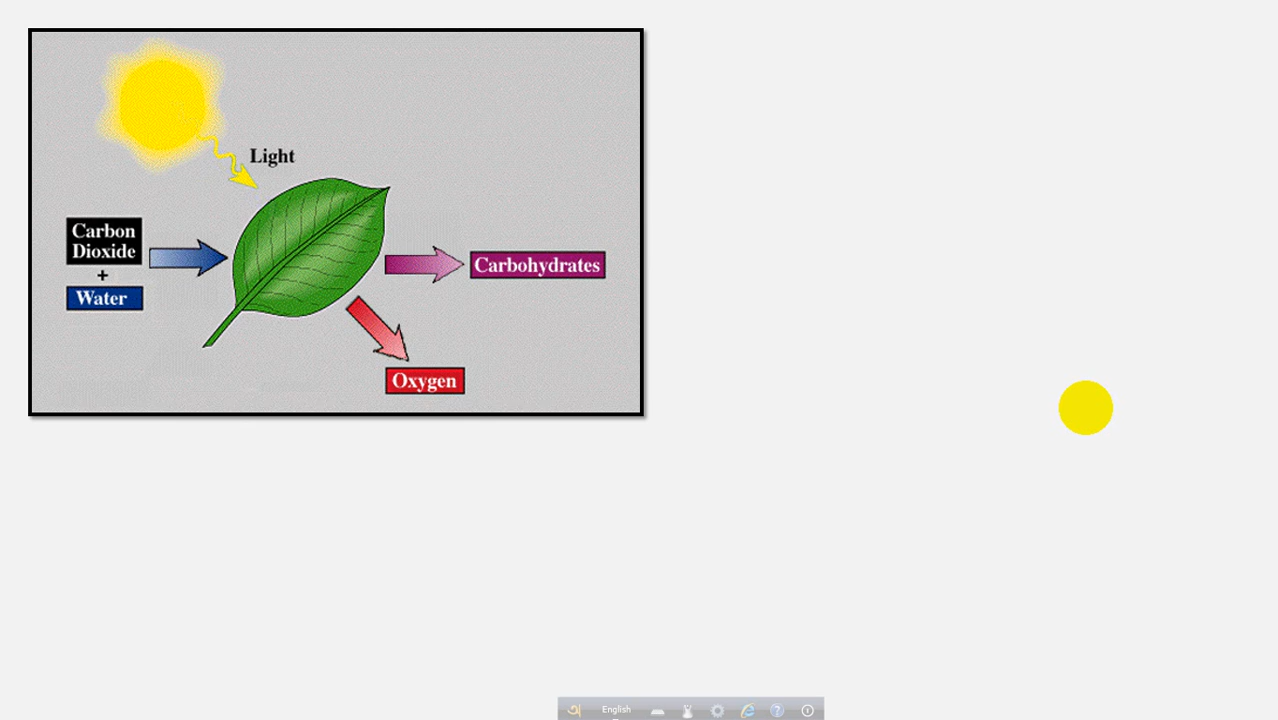 Light
Carbon
Dioxide
+
Water
Carbohydrates
Oxygen
English